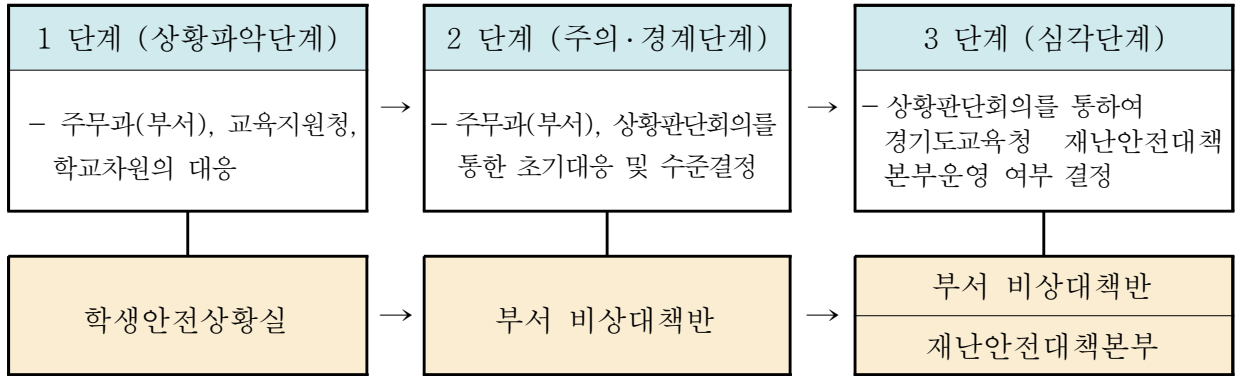 1 단계 (상황파악단계)
- 주무과(부서), 교육지원청,
학교차원의 대응
→
2 단계 (주의·경계단계)
- 주무과(부서), 상황판단회의를
통한 초기대응 및 수준결정
→
3 단계 (심각단계)
- 상황판단회의를 통하여
경기도교육청 재난안전대책
본부운영 여부 결정
학생안전상황실
→
부서 비상대책반
→
부서 비상대책반
재난안전대책본부